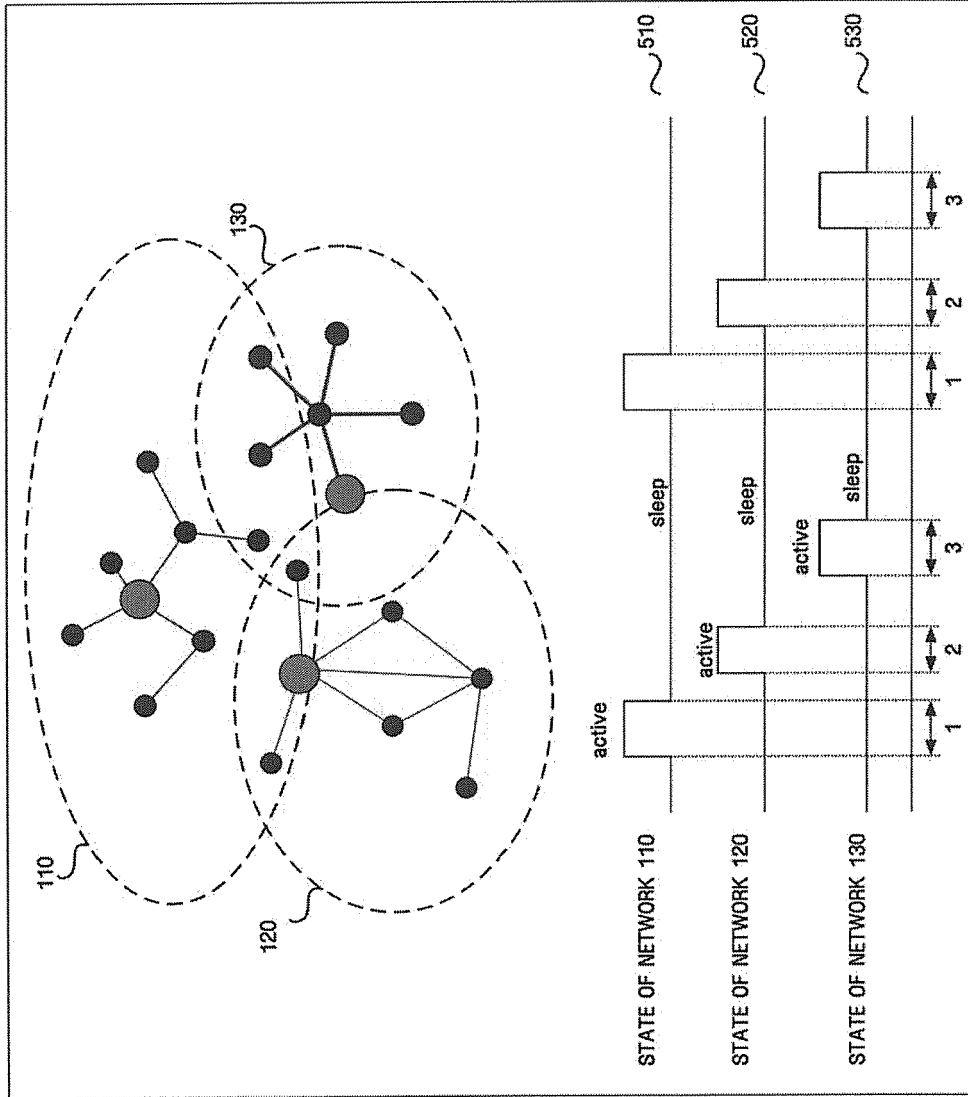 110
130
120
active
STATE OF NETWORK 110
sleep
510
active
STATE OF NETWORK 120
sleep
520
active
STATE OF NETWORK 130
sleep
530
1
2
3
1
2
3